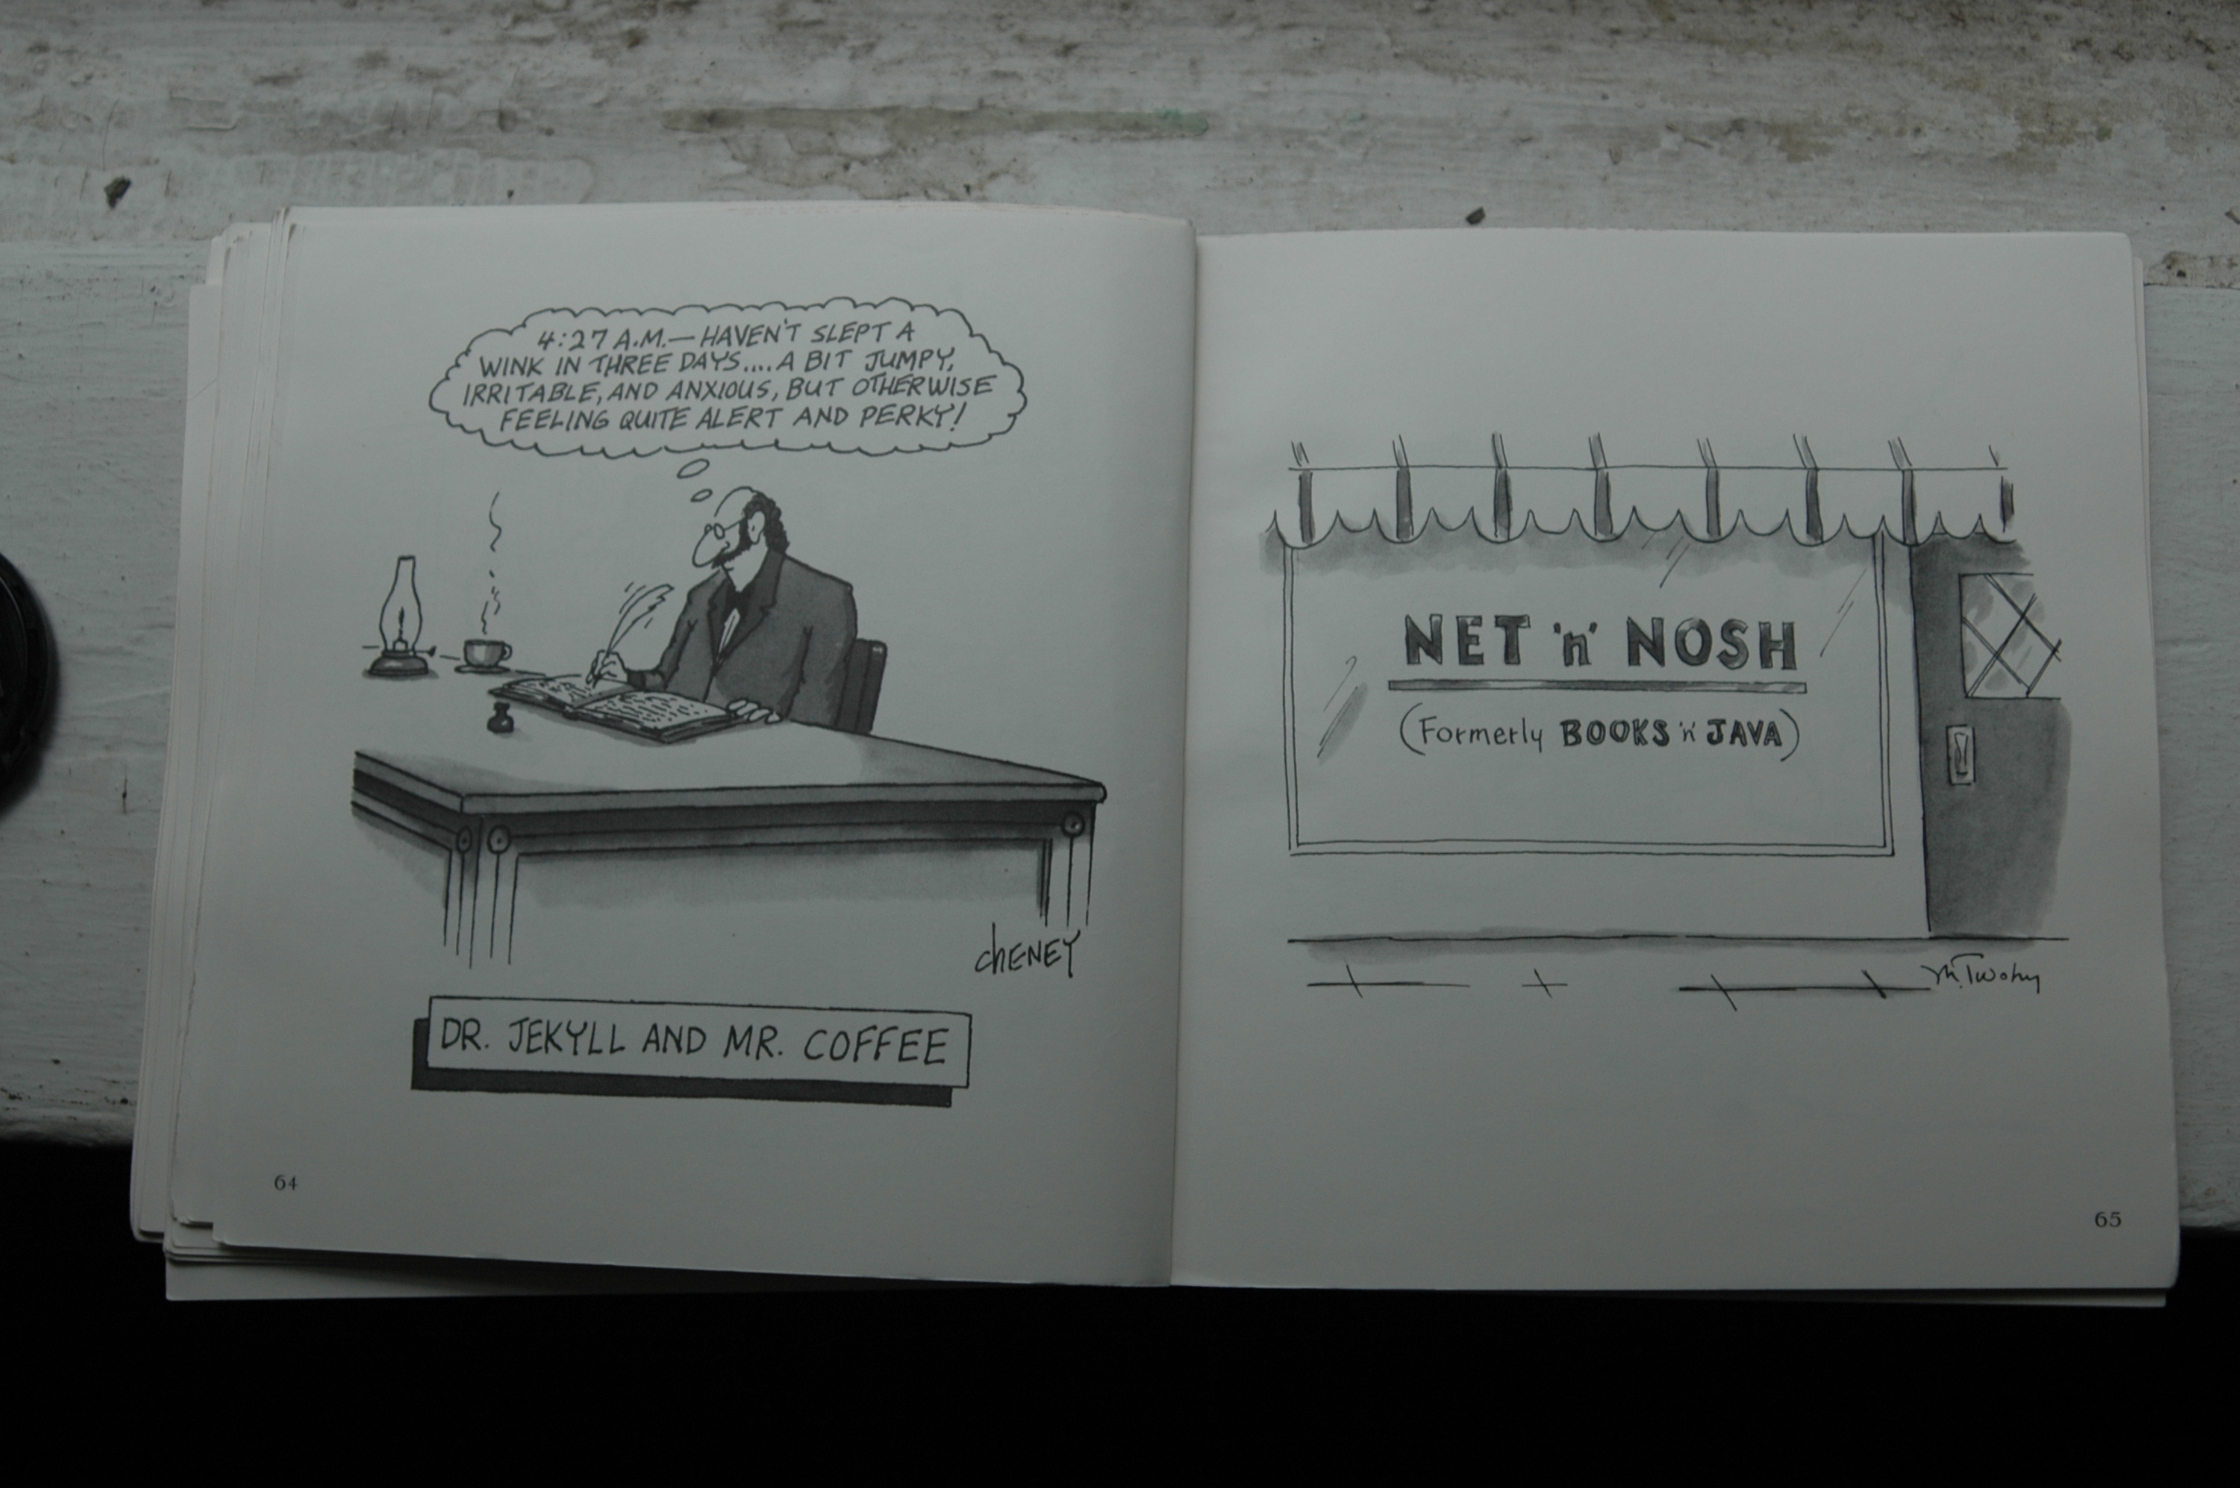 4:27 A.M.—HAVEN'T SLEPT A
WINK IN THREE DAYS....A BIT JUMPY,
IRRITABLE, AND ANXIOUS, BUT OTHERWISE
FEELING QUITE ALERT AND PERKY!
CHENEY
DR. JEKYLL AND MR. COFFEE
64
NET 'n' NOSH
(Formerly BOOKS 'n' JAVA)
M. Twohy
65